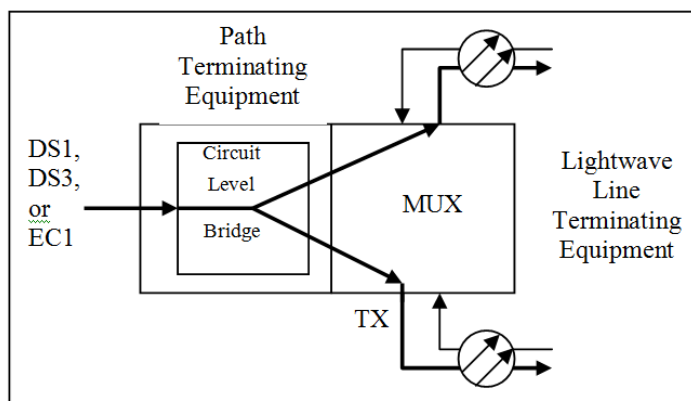 Path
Terminating
Equipment
DS1,
DS3,
or
EC1
Circuit
Level
Bridge
MUX
TX
Lightwave
Line
Terminating
Equipment